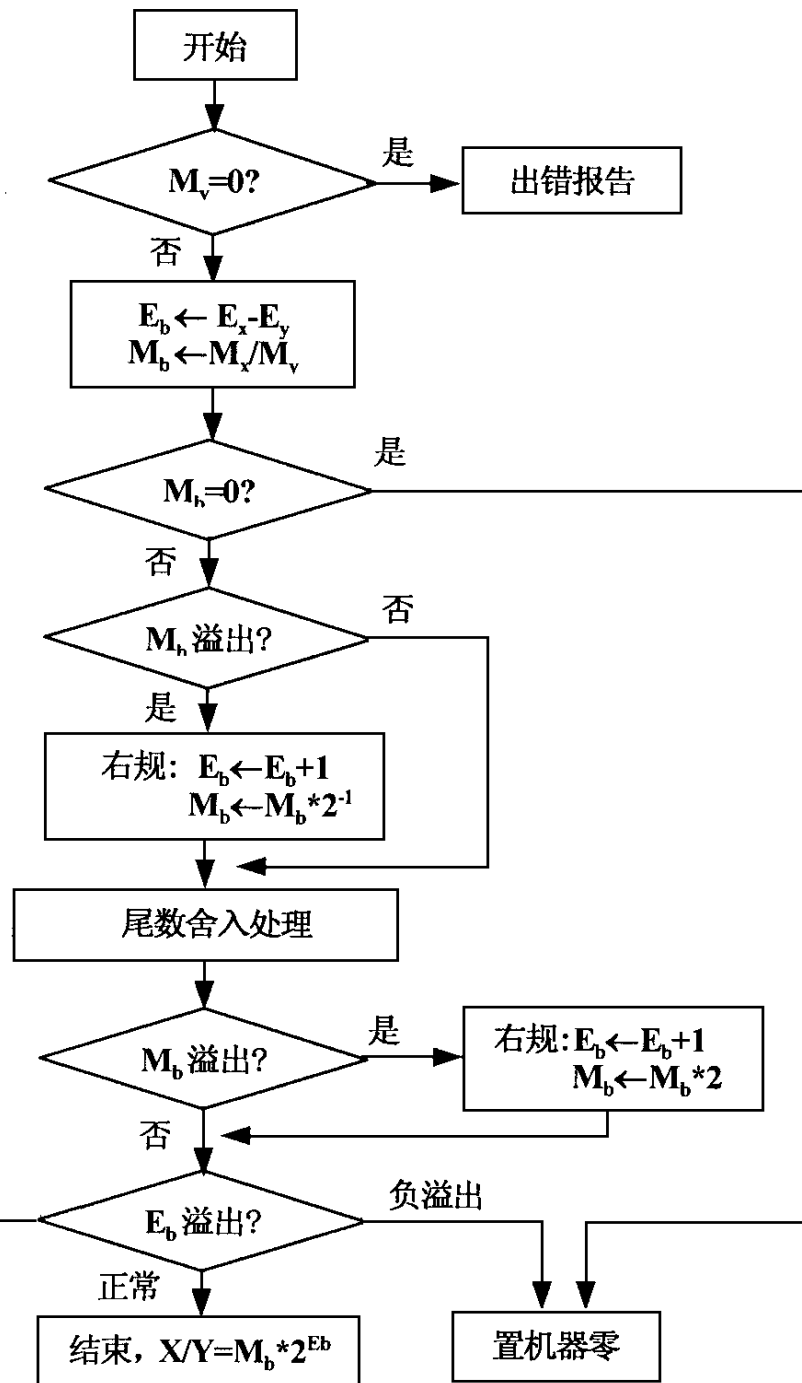 开始
M_v=0?
是
出错报告
否
E_b← E_x-E_y
M_b←M_x/M_v
M_b=0?
是
否
M_b 溢出?
否
是
右规: E_b←E_b+1
M_b←M_b*2^-1
尾数舍入处理
M_b 溢出?
是
右规:E_b←E_b+1
M_b←M_b*2
否
E_b 溢出?
负溢出
正常
结束，X/Y=M_b*2^Eb
置机器零